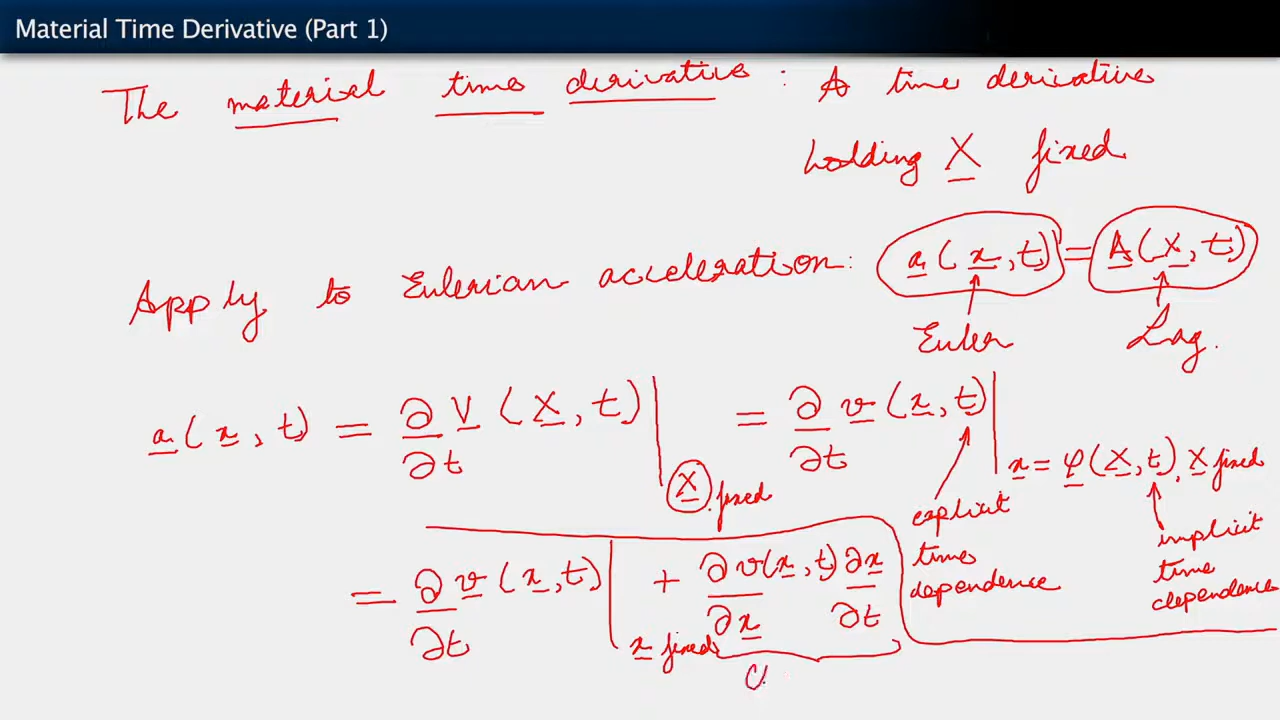 Material Time Derivative (Part 1)
The material time derivative : A time derivative
holding X fixed
Apply to Eulerian acceleration: a(x,t) = A(X,t)
Euler Lag.
a(x,t) = ∂V(X,t)/∂t | X fixed = ∂v(x,t)/∂t | x = φ(X,t), X fixed
explicit time dependence
implicit time dependence
= ∂v(x,t)/∂t | x fixed + ∂v(x,t)/∂x ∂x/∂t